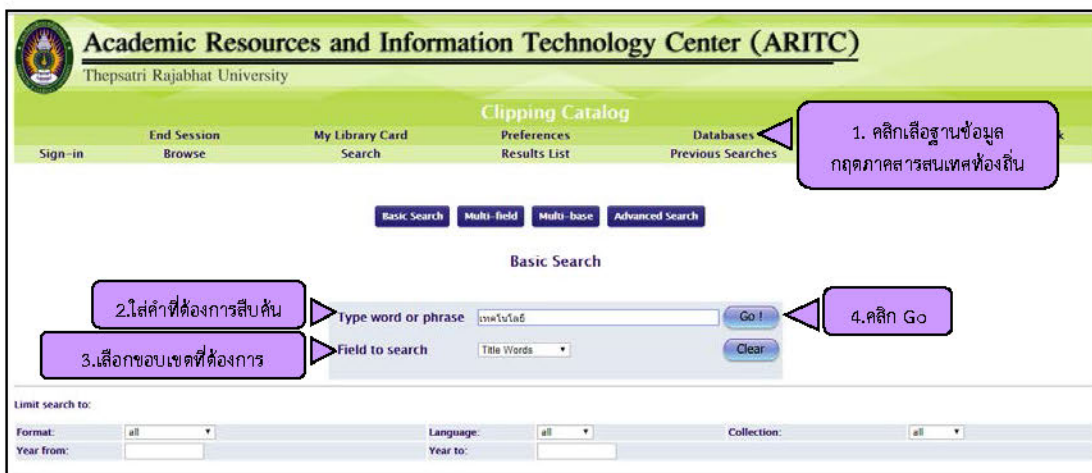 Academic Resources and Information Technology Center (ARITC)
Thepsatri Rajabhat University
Clipping Catalog
End Session My Library Card Preferences Databases
Sign-in Browse Search Results List Previous Searches
1. คลิกเลือฐานข้อมูล
กฤตภาคสารสนเทศท้องถิ่น
Basic Search Multi-field Multi-base Advanced Search
Basic Search
2.ใส่คำที่ต้องการสืบค้น
Type word or phrase เทคโนโลยี Go !
4.คลิก Go
3.เลือกขอบเขตที่ต้องการ
Field to search Title Words Clear
Limit search to:
Format: all Language: all Collection: all
Year from: Year to: